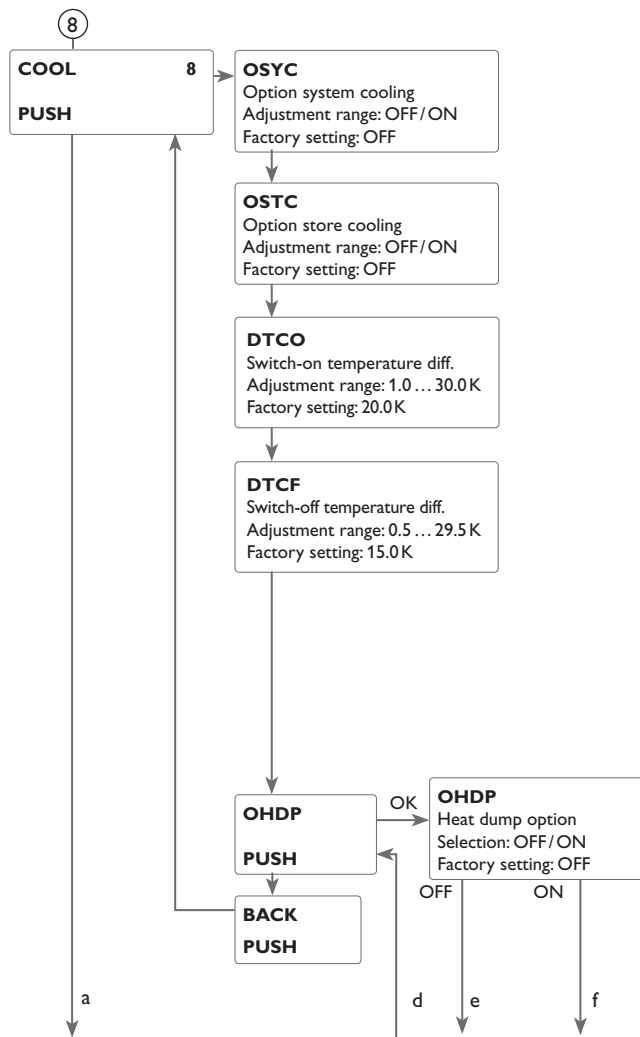 8
COOL 8
PUSH
OSYC
Option system cooling
Adjustment range: OFF / ON
Factory setting: OFF
OSTC
Option store cooling
Adjustment range: OFF / ON
Factory setting: OFF
DTCO
Switch-on temperature diff.
Adjustment range: 1.0 … 30.0 K
Factory setting: 20.0 K
DTCF
Switch-off temperature diff.
Adjustment range: 0.5 … 29.5 K
Factory setting: 15.0 K
OHDP
PUSH
OK
OHDP
Heat dump option
Selection: OFF / ON
Factory setting: OFF
OFF ON
BACK
PUSH
a d e f